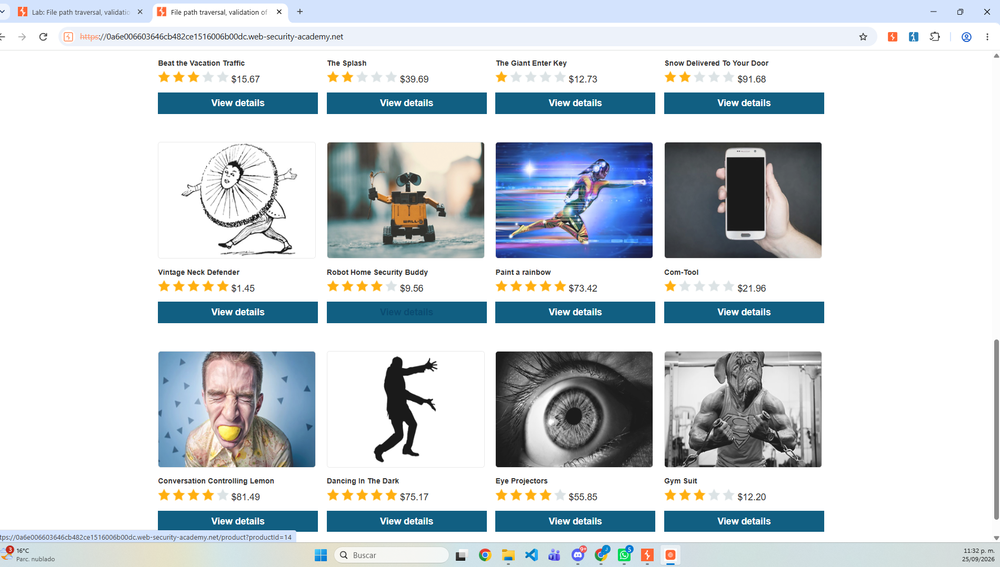 Lab: File path traversal, validatio
File path traversal, validation of
https://0a6e006603646cb482ce1516006b00dc.web-security-academy.net
Beat the Vacation Traffic
$15.67
View details
The Splash
$39.69
View details
The Giant Enter Key
$12.73
View details
Snow Delivered To Your Door
$91.68
View details
WALL·E
Vintage Neck Defender
$1.45
View details
Robot Home Security Buddy
$9.56
View details
Paint a rainbow
$73.42
View details
Com-Tool
$21.96
View details
Conversation Controlling Lemon
$81.49
View details
Dancing In The Dark
$75.17
View details
Eye Projectors
$55.85
View details
Gym Suit
$12.20
View details
tps://0a6e006603646cb482ce1516006b00dc.web-security-academy.net/product?productId=14
3
16°C
Parc. nublado
Buscar
9+
J
5
11:32 p. m.
25/09/2026